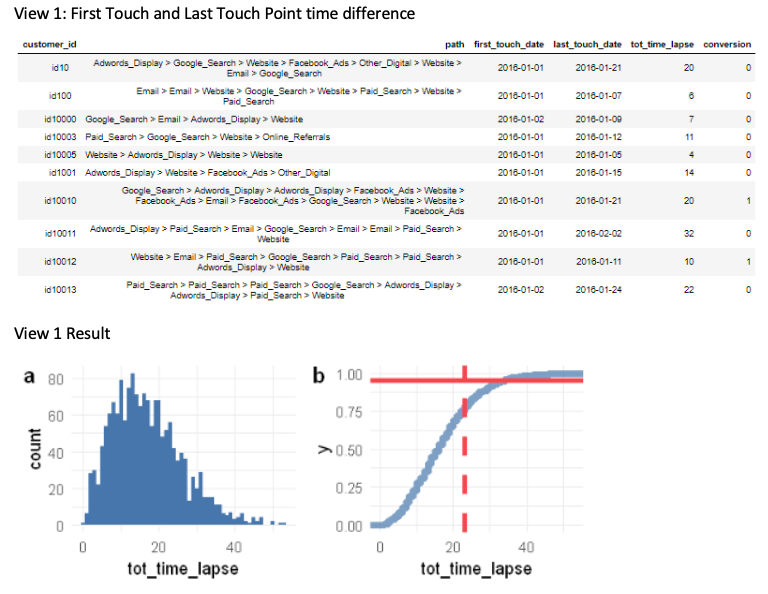 View 1: First Touch and Last Touch Point time difference
customer_id path first_touch_date last_touch_date tot_time_lapse conversion
id10 Adwords_Display > Google_Search > Website > Facebook_Ads > Other_Digital > Website > 2016-01-01 2016-01-21 20 0
Email > Google_Search
id100 Email > Email > Website > Google_Search > Website > Paid_Search > Website > 2016-01-01 2016-01-07 6 0
Paid_Search
id10000 Google_Search > Email > Adwords_Display > Website 2016-01-02 2016-01-09 7 0
id10003 Paid_Search > Google_Search > Website > Online_Referrals 2016-01-01 2016-01-12 11 0
id10005 Website > Adwords_Display > Website > Website 2016-01-01 2016-01-05 4 0
id1001 Adwords_Display > Website > Facebook_Ads > Other_Digital 2016-01-01 2016-01-15 14 0
Google_Search > Adwords_Display > Adwords_Display > Facebook_Ads > Website >
id10010 Facebook_Ads > Email > Facebook_Ads > Google_Search > Website > Website > 2016-01-01 2016-01-21 20 1
Facebook_Ads
id10011 Adwords_Display > Paid_Search > Email > Google_Search > Email > Email > Paid_Search > 2016-01-01 2016-02-02 32 0
Website
id10012 Website > Email > Paid_Search > Google_Search > Paid_Search > Paid_Search > 2016-01-01 2016-01-11 10 1
Adwords_Display > Website
id10013 Paid_Search > Paid_Search > Paid_Search > Google_Search > Adwords_Display > 2016-01-02 2016-01-24 22 0
Adwords_Display > Paid_Search > Website
View 1 Result
a
80
60
40
20
0
count
0 20 40
tot_time_lapse
b
1.00
0.75
0.50
0.25
0.00
y
0 20 40
tot_time_lapse